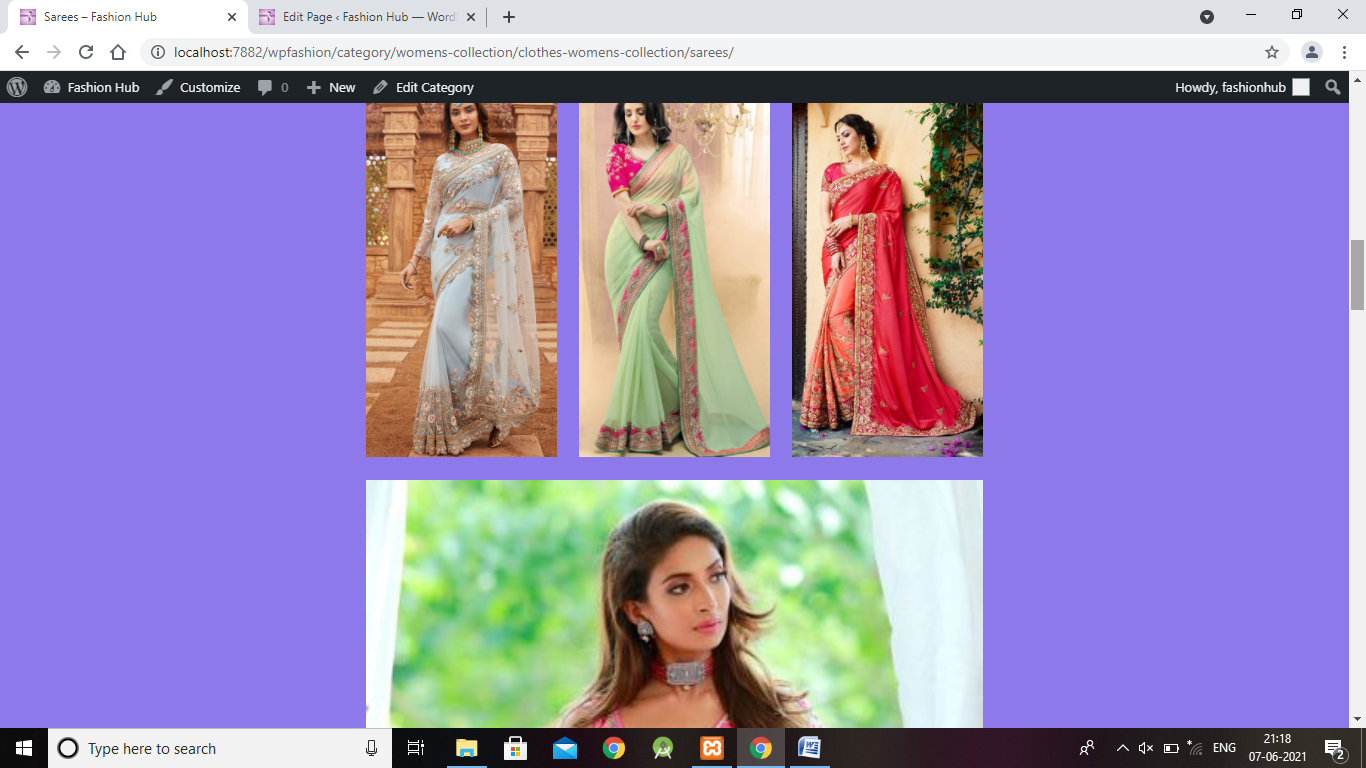 Sarees – Fashion Hub
Edit Page ‹ Fashion Hub — Word
localhost:7882/wpfashion/category/womens-collection/clothes-womens-collection/sarees/
Fashion Hub Customize 0 New Edit Category Howdy, fashionhub
Type here to search
ENG
21:18
07-06-2021
2